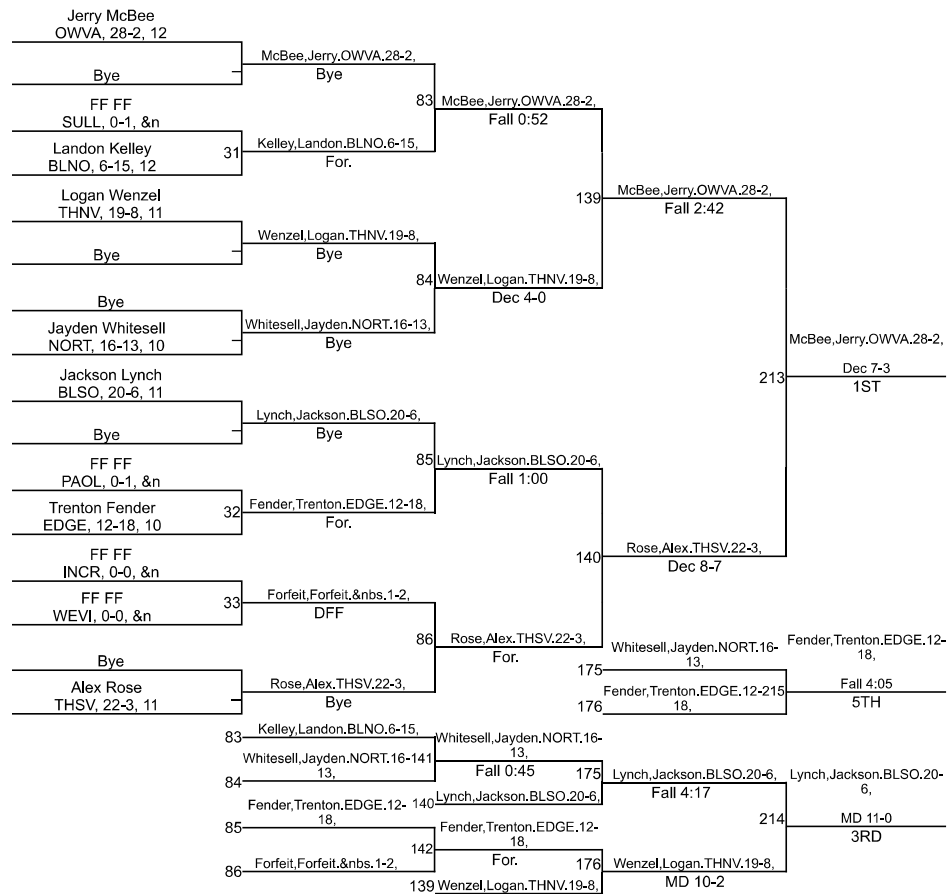 Jerry McBee
OWVA, 28-2, 12
McBee,Jerry.OWVA.28-2,
Bye
Bye
83
McBee,Jerry.OWVA.28-2,
Fall 0:52
FF FF
SULL, 0-1, &n
31
Kelley,Landon.BLNO.6-15,
For.
Landon Kelley
BLNO, 6-15, 12
139
McBee,Jerry.OWVA.28-2,
Fall 2:42
Logan Wenzel
THNV, 19-8, 11
Wenzel,Logan.THNV.19-8,
Bye
Bye
84
Wenzel,Logan.THNV.19-8,
Dec 4-0
Bye
Whitesell,Jayden.NORT.16-13,
Bye
Jayden Whitesell
NORT, 16-13, 10
McBee,Jerry.OWVA.28-2,
213
Dec 7-3
1ST
Jackson Lynch
BLSO, 20-6, 11
Lynch,Jackson.BLSO.20-6,
Bye
Bye
85
Lynch,Jackson.BLSO.20-6,
Fall 1:00
FF FF
PAOL, 0-1, &n
32
Fender,Trenton.EDGE.12-18,
For.
Trenton Fender
EDGE, 12-18, 10
140
Rose,Alex.THSV.22-3,
Dec 8-7
FF FF
INCR, 0-0, &n
33
Forfeit,Forfeit.&nbs.1-2,
DFF
FF FF
WEVI, 0-0, &n
86
Rose,Alex.THSV.22-3,
For.
Bye
Rose,Alex.THSV.22-3,
Bye
Alex Rose
THSV, 22-3, 11
Whitesell,Jayden.NORT.16-
13,
175
Fender,Trenton.EDGE.12-
18,
Fender,Trenton.EDGE.12-215
18,
176
Fall 4:05
5TH
83
Kelley,Landon.BLNO.6-15,
Whitesell,Jayden.NORT.16-141
13,
84
Whitesell,Jayden.NORT.16-
13,
Fall 0:45
175
140
Lynch,Jackson.BLSO.20-6,
Lynch,Jackson.BLSO.20-6,
Fall 4:17
Lynch,Jackson.BLSO.20-
6,
214
MD 11-0
3RD
Fender,Trenton.EDGE.12-
18,
85
142
Fender,Trenton.EDGE.12-
18,
For.
86
Forfeit,Forfeit.&nbs.1-2,
176
Wenzel,Logan.THNV.19-8,
MD 10-2
139
Wenzel,Logan.THNV.19-8,